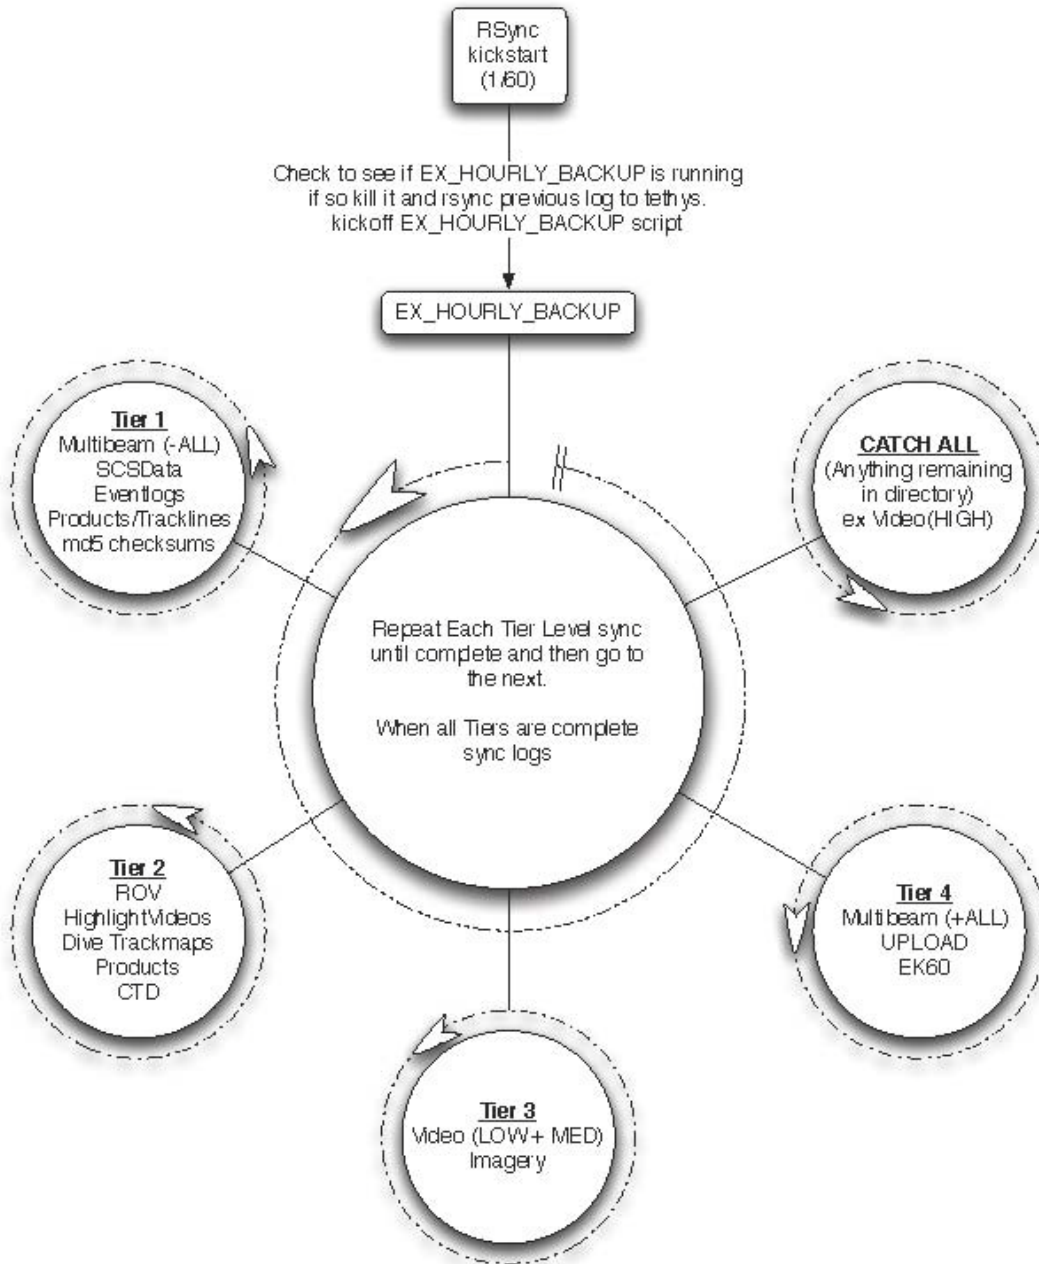 RSync
kickstart
(1/60)
Check to see if EX_HOURLY_BACKUP is running
if so kill it and rsync previous log to tethys.
kickoff EX_HOURLY_BACKUP script
EX_HOURLY_BACKUP
Tier 1
Multibeam (-ALL)
SCSData
Eventlogs
Products/Tracklines
md5 checksums
CATCH ALL
(Anything remaining
in directory)
ex Video(HIGH)
Repeat Each Tier Level sync
until complete and then go to
the next.
When all Tiers are complete
sync logs
Tier 2
ROV
HighlightVideos
Dive Trackmaps
Products
CTD
Tier 4
Multibeam (+ALL)
UPLOAD
EK60
Tier 3
Video (LOW + MED)
Imagery